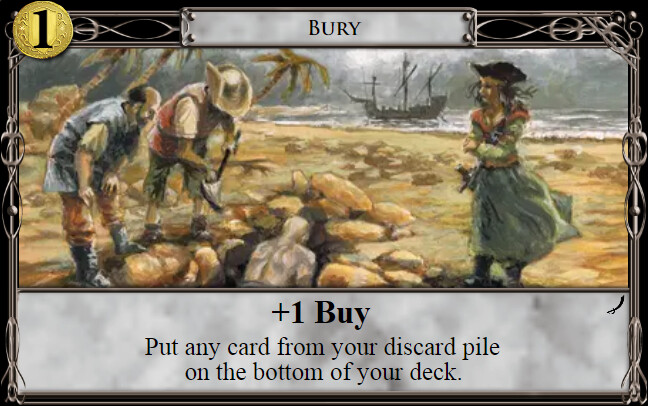 1
Bury
+1 Buy
Put any card from your discard pile
on the bottom of your deck.